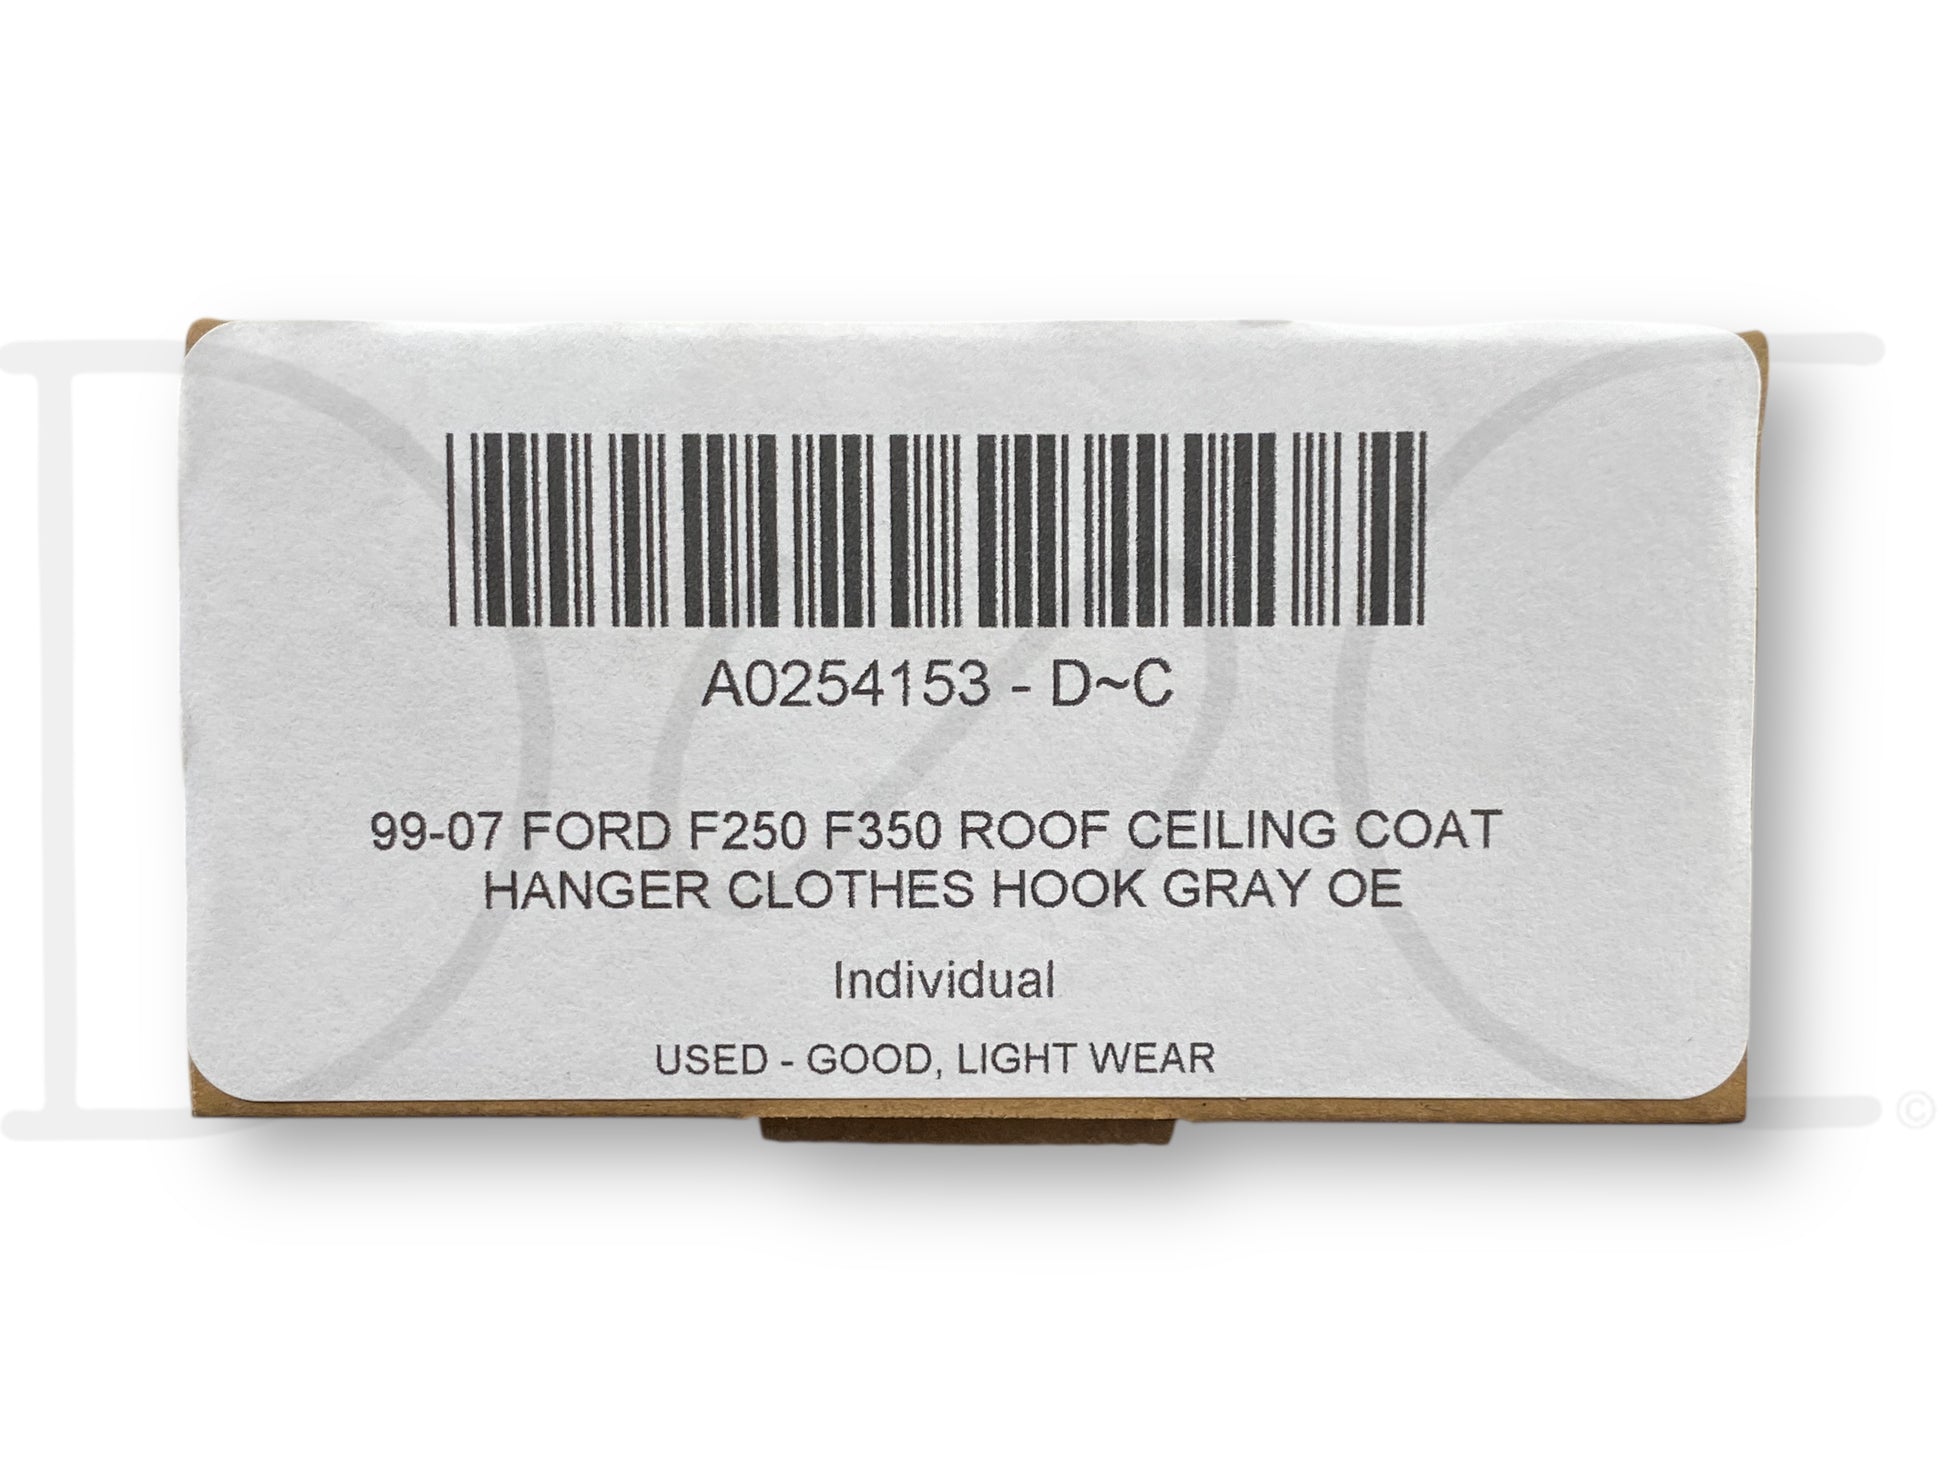 A0254153 - D~C
99-07 FORD F250 F350 ROOF CEILING COAT
HANGER CLOTHES HOOK GRAY OE
Individual
USED - GOOD, LIGHT WEAR
©